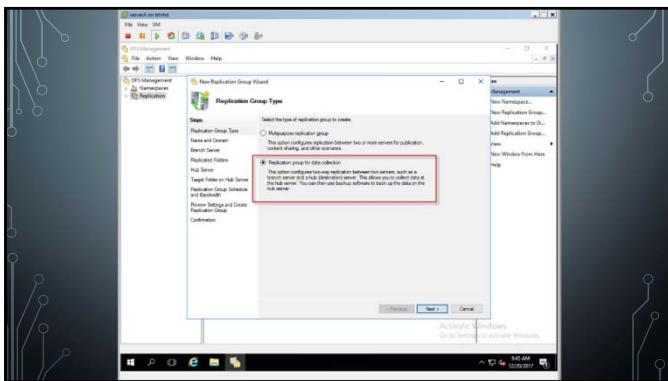 File View VM
DFS Management
File Action View Window Help
DFS Management
Namespaces
Replication
New Replication Group Wizard
Replication Group Type
Steps:
Replication Group Type
Name and Domain
Branch Server
Replicated Folders
Hub Server
Target Folder on Hub Server
Replication Group Schedule
and Bandwidth
Review Settings and Create
Replication Group
Confirmation
Select the type of replication group to create.
Multipurpose replication group
This option configures replication between two or more servers for publication,
content sharing, and other scenarios.
Replication group for data collection
This option configures two-way replication between two servers, such as a
branch server and a hub (destination) server. This allows you to collect data at
the hub server. You can then use backup software to back up the data on the
hub server.
< Previous Next > Cancel
New Namespace...
New Replication Group...
Add Namespaces to Di...
Add Replication Group...
View
New Window from Here
Help
Activate Windows
Go to Settings to activate Windows.
9:45 AM
12/20/2017